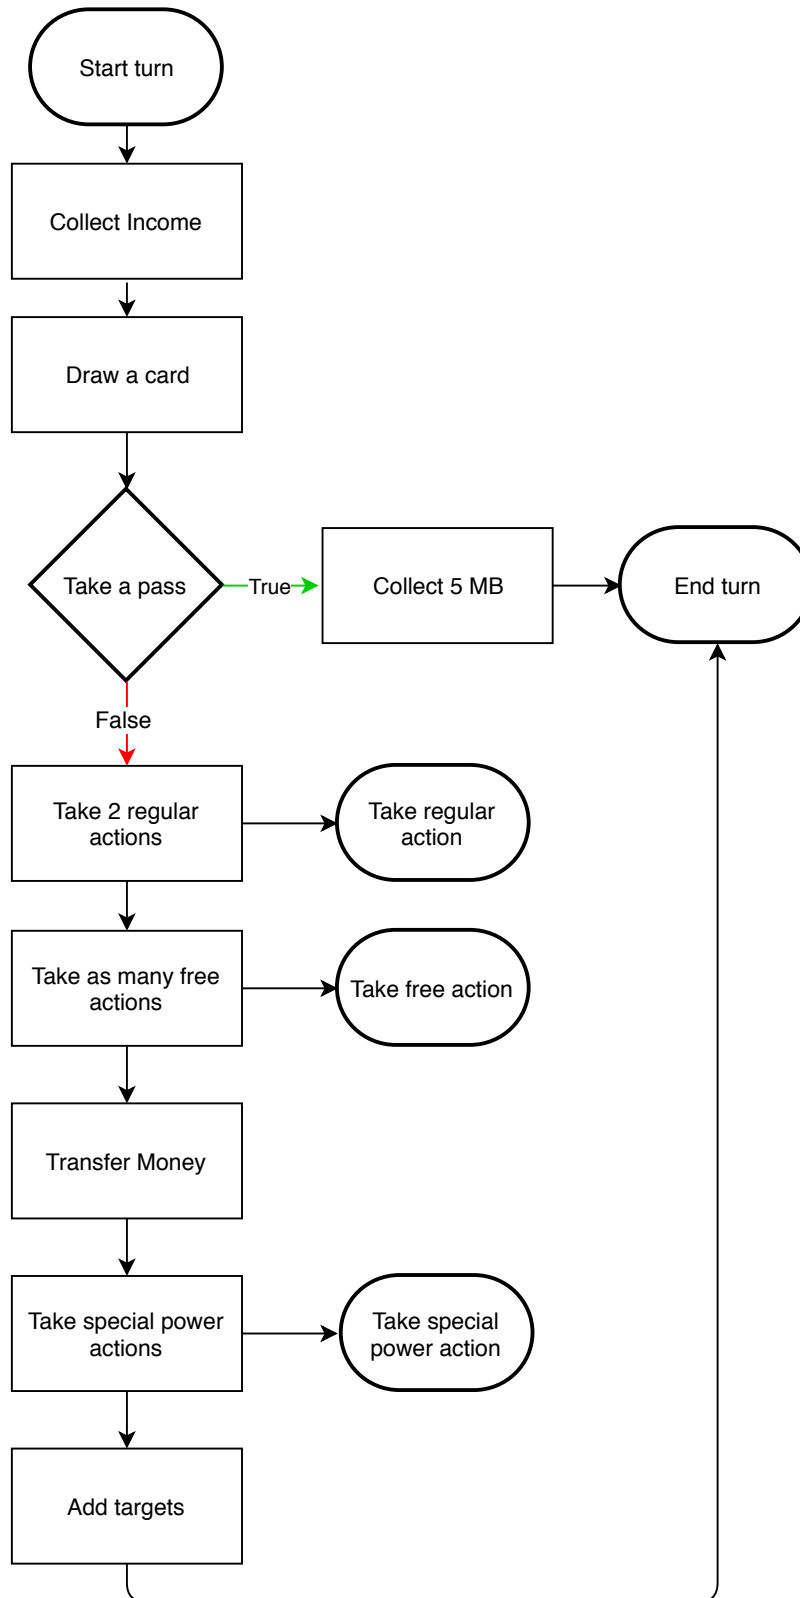 Start turn
Collect Income
Draw a card
Take a pass
True
Collect 5 MB
End turn
False
Take 2 regular
actions
Take regular
action
Take as many free
actions
Take free action
Transfer Money
Take special power
actions
Take special
power action
Add targets